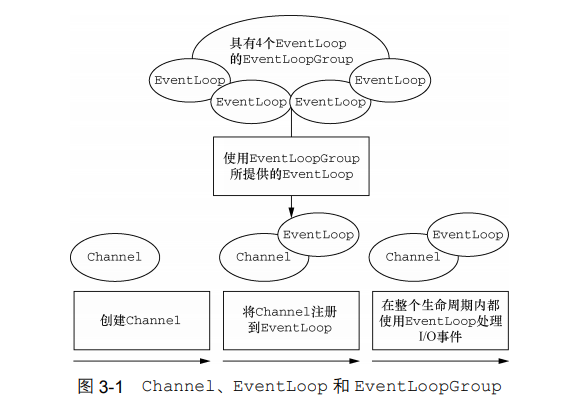 具有4个EventLoop
的EventLoopGroup
EventLoop
EventLoop
EventLoop
EventLoop
使用EventLoopGroup
所提供的EventLoop
Channel
Channel
EventLoop
Channel
EventLoop
创建Channel
将Channel注册
到EventLoop
在整个生命周期内都
使用EventLoop处理
I/O事件
图 3-1 Channel、EventLoop 和 EventLoopGroup